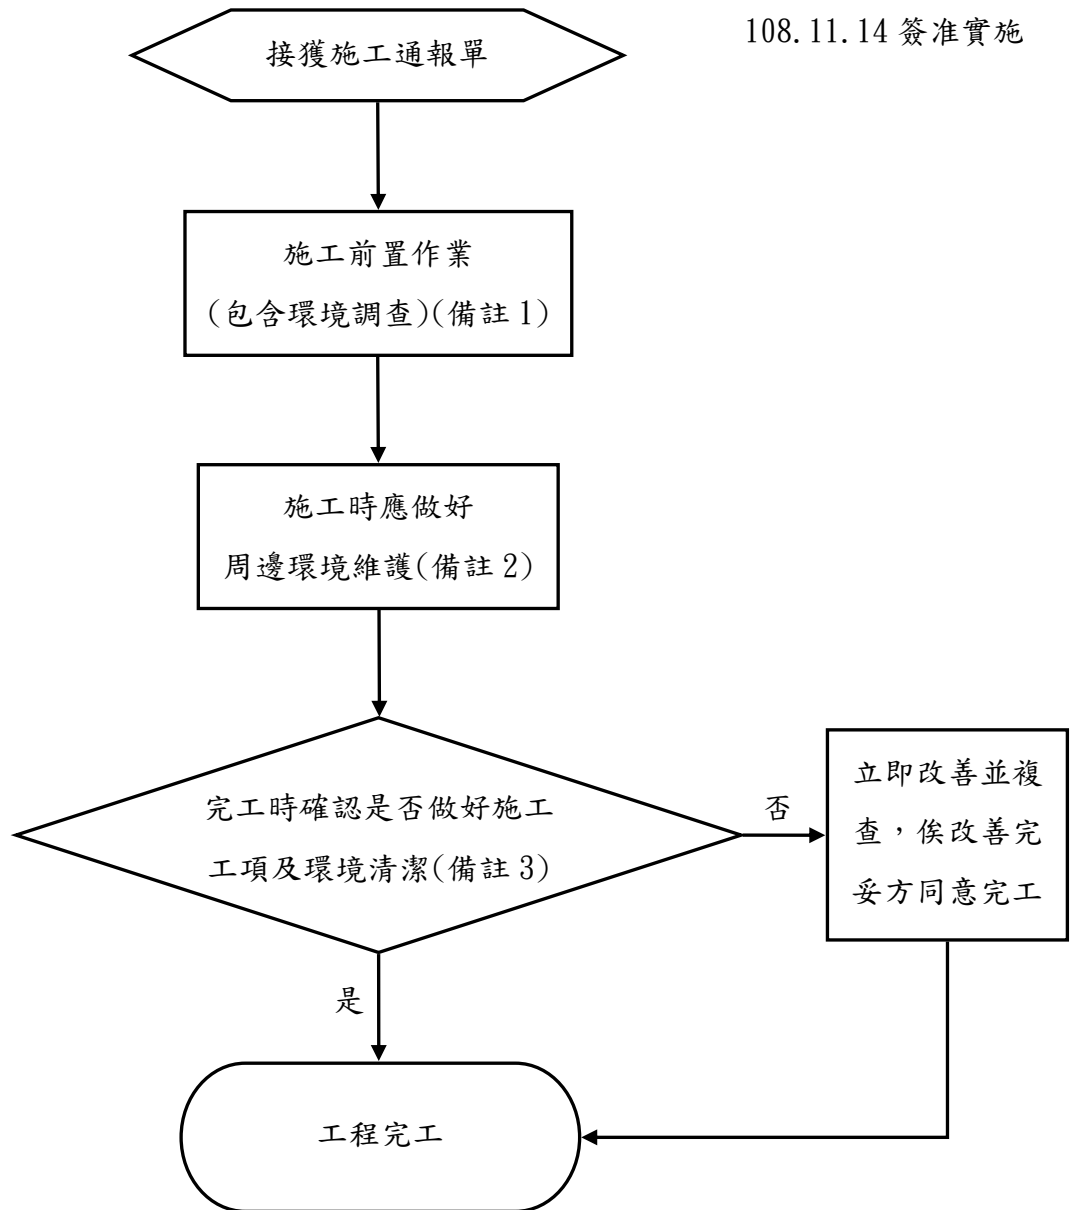 108.11.14 簽准實施
接獲施工通報單
施工前置作業
(包含環境調查)(備註 1)
施工時應做好
周邊環境維護(備註 2)
完工時確認是否做好施工
工項及環境清潔(備註 3)
否
立即改善並複
查，俟改善完
妥方同意完工
是
工程完工